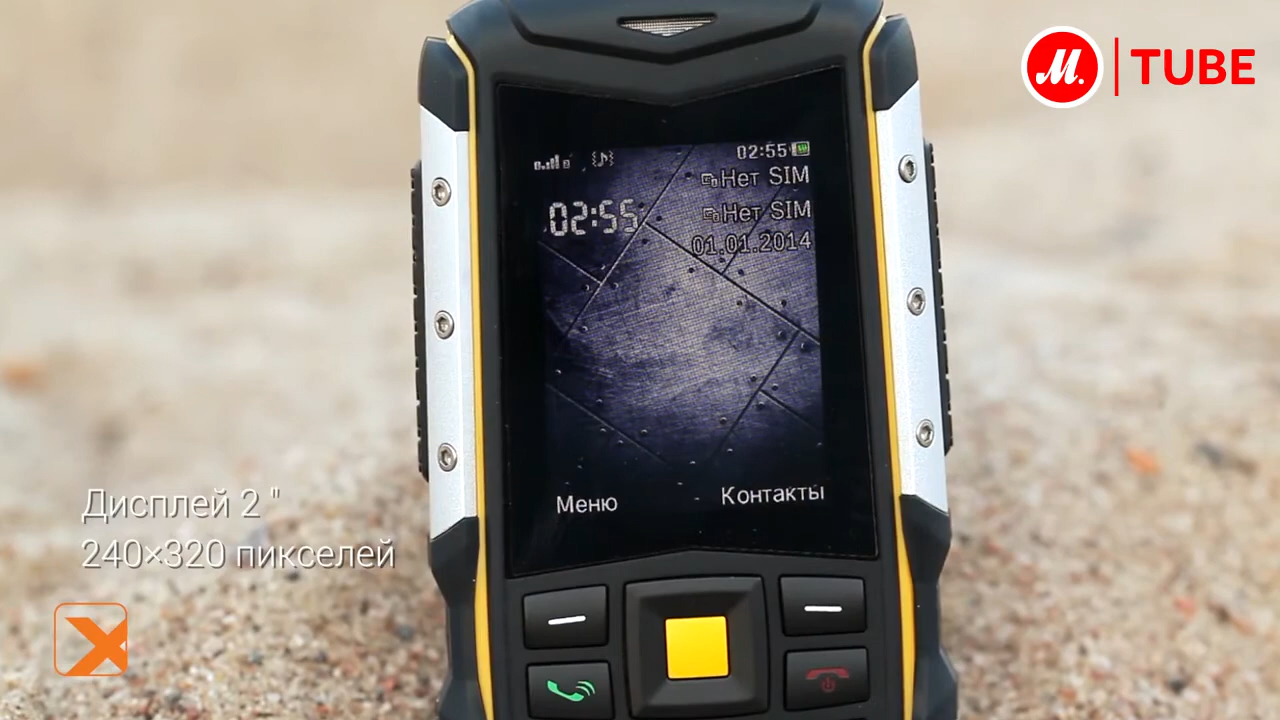 M. TUBE
02:55
Нет SIM
02:55
Нет SIM
01.01.2014
Меню
Контакты
Дисплей 2 "
240×320 пикселей